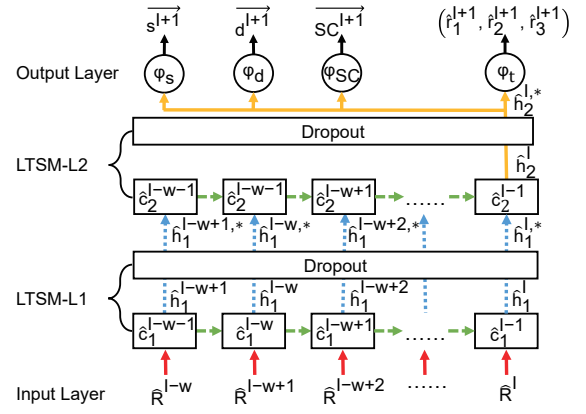 s^{l+1} d^{l+1} SC^{l+1} (r̂_1^{l+1}, r̂_2^{l+1}, r̂_3^{l+1})
Output Layer φ_s φ_d φ_SC φ_t
ĥ_2^{l,*}
Dropout
LTSM-L2 ĥ_2^l
ĉ_2^{l-w-1} ĉ_2^{l-w-1} ĉ_2^{l-w+1} ...... ĉ_2^{l-1}
ĥ_1^{l-w+1,*} ĥ_1^{l-w,*} ĥ_1^{l-w+2,*} ĥ_1^{l,*}
Dropout
LTSM-L1 ĥ_1^{l-w+1} ĥ_1^{l-w} ĥ_1^{l-w+2} ĥ_1^l
ĉ_1^{l-w-1} ĉ_1^{l-w} ĉ_1^{l-w+1} ...... ĉ_1^{l-1}
Input Layer R̂^{l-w} R̂^{l-w+1} R̂^{l-w+2} ...... R̂^l